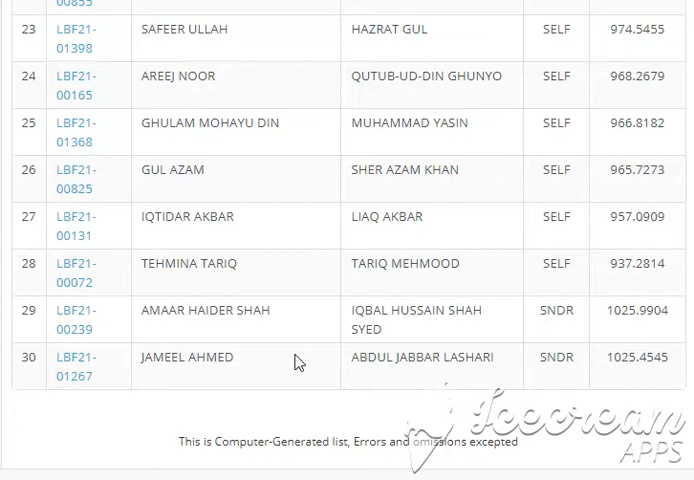 00855
23 LBF21- SAFEER ULLAH HAZRAT GUL SELF 974.5455
01398
24 LBF21- AREEJ NOOR QUTUB-UD-DIN GHUNYO SELF 968.2679
00165
25 LBF21- GHULAM MOHAYU DIN MUHAMMAD YASIN SELF 966.8182
01368
26 LBF21- GUL AZAM SHER AZAM KHAN SELF 965.7273
00825
27 LBF21- IQTIDAR AKBAR LIAQ AKBAR SELF 957.0909
00131
28 LBF21- TEHMINA TARIQ TARIQ MEHMOOD SELF 937.2814
00072
29 LBF21- AMAAR HAIDER SHAH IQBAL HUSSAIN SHAH SNDR 1025.9904
00239 SYED
30 LBF21- JAMEEL AHMED ABDUL JABBAR LASHARI SNDR 1025.4545
01267
This is Computer-Generated list, Errors and omissions excepted
Icecream
APPS